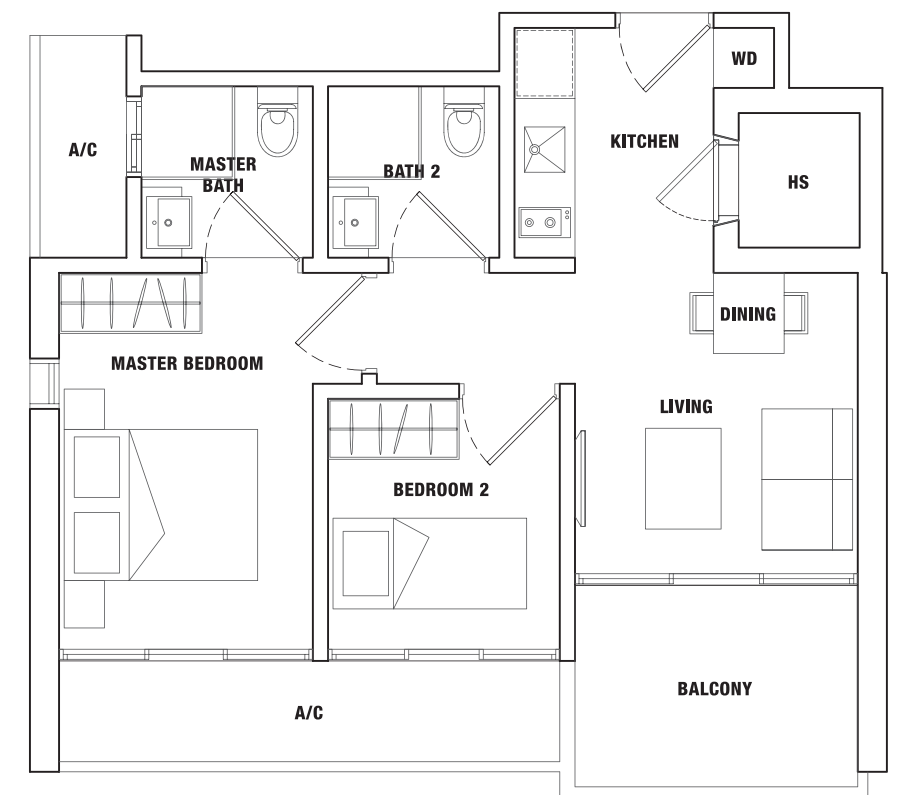 WD
KITCHEN
A/C
MASTER
BATH
BATH 2
HS
DINING
MASTER BEDROOM
LIVING
BEDROOM 2
BALCONY
A/C